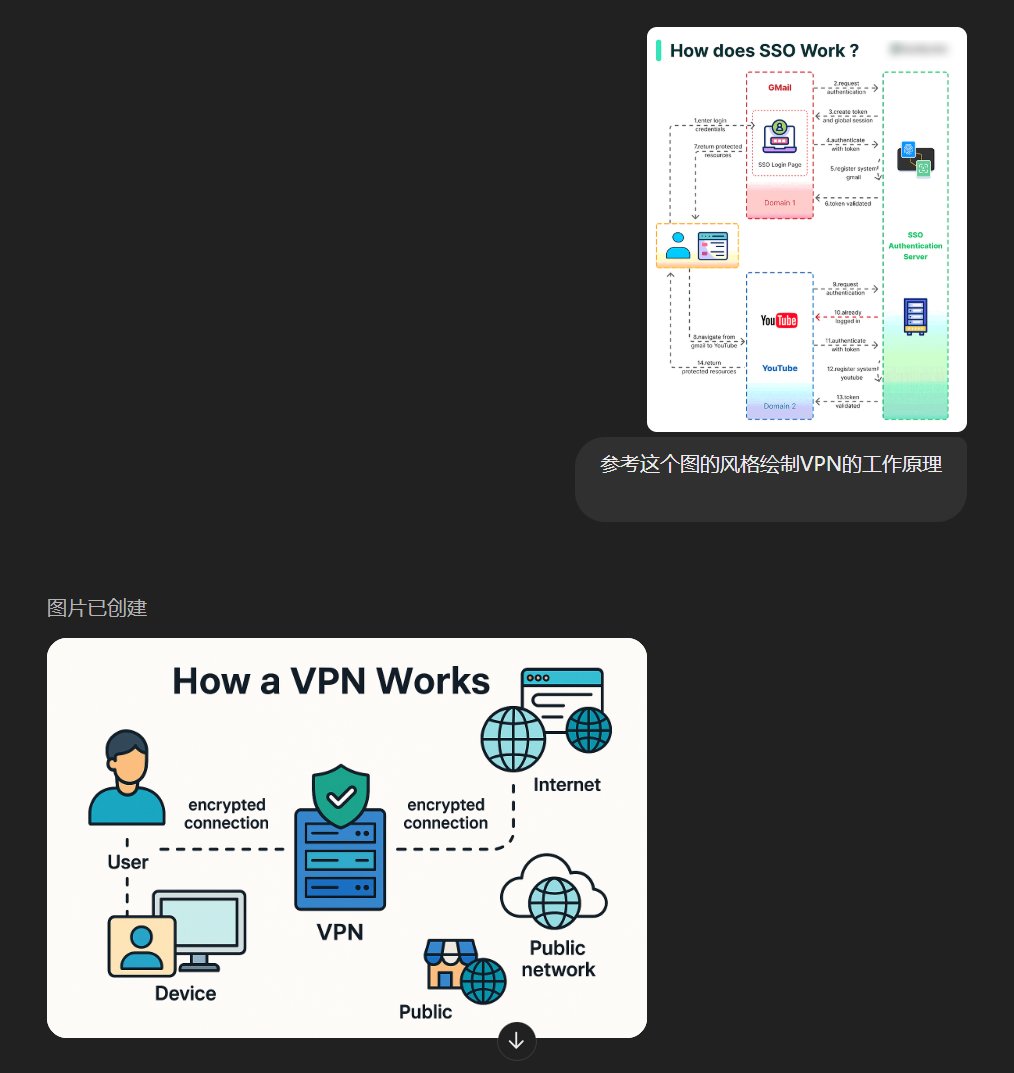 How does SSO Work ?
GMail
2.request
authentication
3.create token
and global session
1.enter login
credentials
4.authenticate
with token
7.return protected
resources
SSO Login Page
5.register system
gmail
Domain 1
6.token validated
SSO
Authentication
Server
9.request
authentication
YouTube
10.already
logged in
8.navigate from
gmail to YouTube
11.authenticate
with token
14.return
protected resources
YouTube
12.register system
youtube
13.token
validated
Domain 2
参考这个图的风格绘制VPN的工作原理
图片已创建
How a VPN Works
Internet
encrypted
connection
encrypted
connection
User
VPN
Public
network
Device
Public